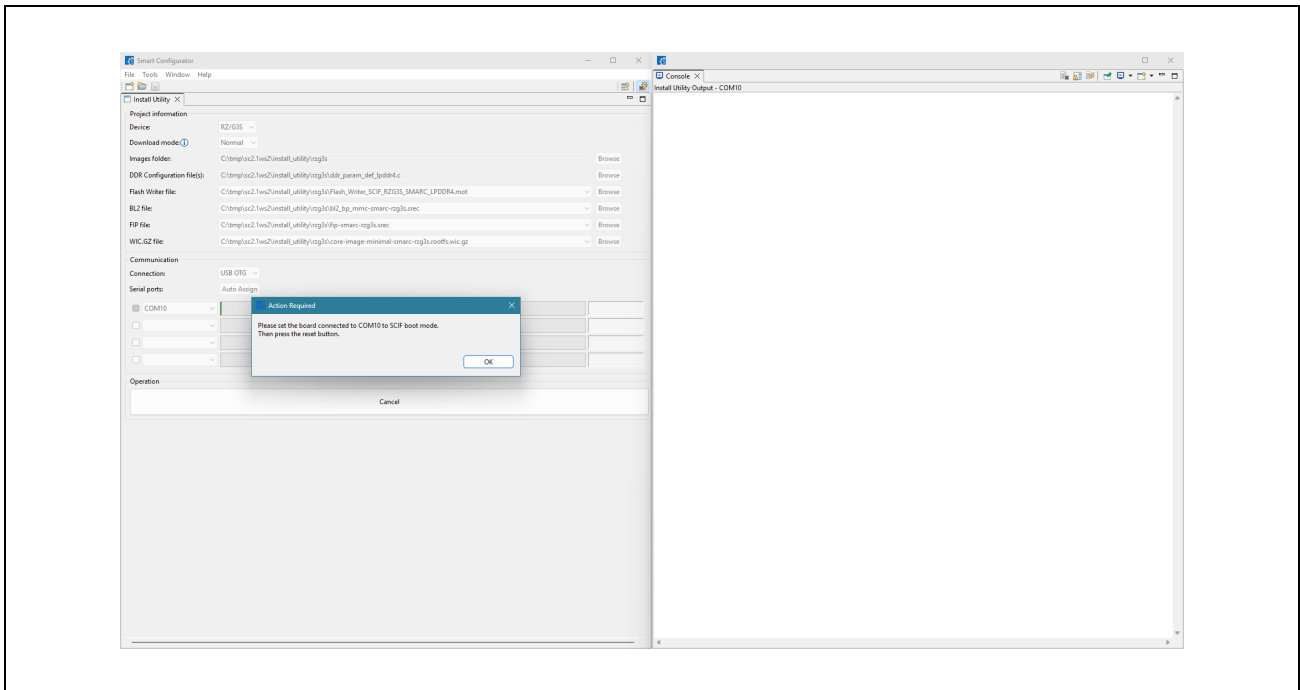 Smart Configurator
File Tools Window Help
Install Utility
Project information
Device: RZ/G3S
Download mode: Normal
Images folder: C:\tmp\sc2.1ws2\install_utility\rzg3s Browse
DDR Configuration file(s): C:\tmp\sc2.1ws2\install_utility\rzg3s\ddr_param_def_lpddr4.c Browse
Flash Writer file: C:\tmp\sc2.1ws2\install_utility\rzg3s\Flash_Writer_SCIF_RZG3S_SMARC_LPDDR4.mot Browse
BL2 file: C:\tmp\sc2.1ws2\install_utility\rzg3s\bl2_bp_mmc-smarc-rzg3s.srec Browse
FIP file: C:\tmp\sc2.1ws2\install_utility\rzg3s\fip-smarc-rzg3s.srec Browse
WIC.GZ file: C:\tmp\sc2.1ws2\install_utility\rzg3s\core-image-minimal-smarc-rzg3s.rootfs.wic.gz Browse
Communication
Connection: USB OTG
Serial ports: Auto Assign
COM10
Action Required
Please set the board connected to COM10 to SCIF boot mode.
Then press the reset button.
OK
Operation
Cancel
Console
Install Utility Output - COM10